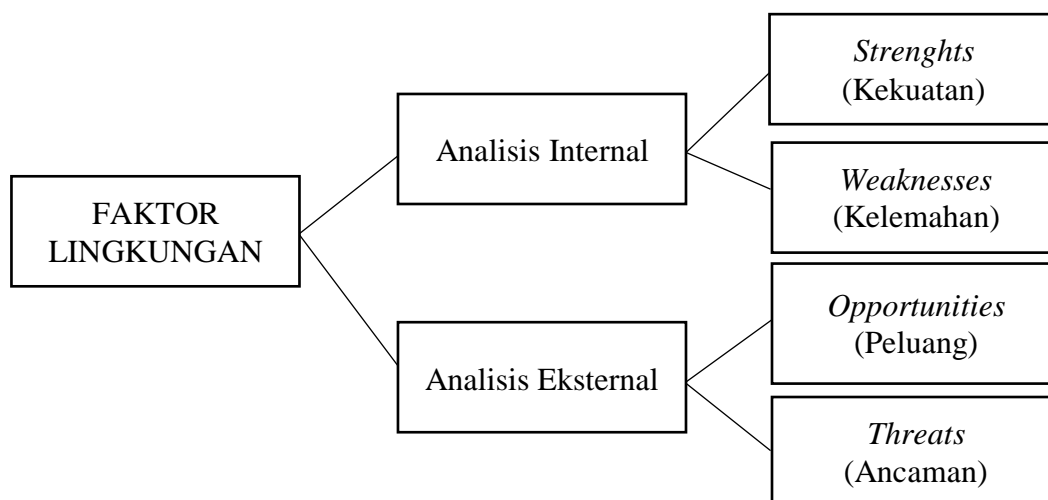 FAKTOR
LINGKUNGAN
Analisis Internal
Analisis Eksternal
Strenghts
(Kekuatan)
Weaknesses
(Kelemahan)
Opportunities
(Peluang)
Threats
(Ancaman)